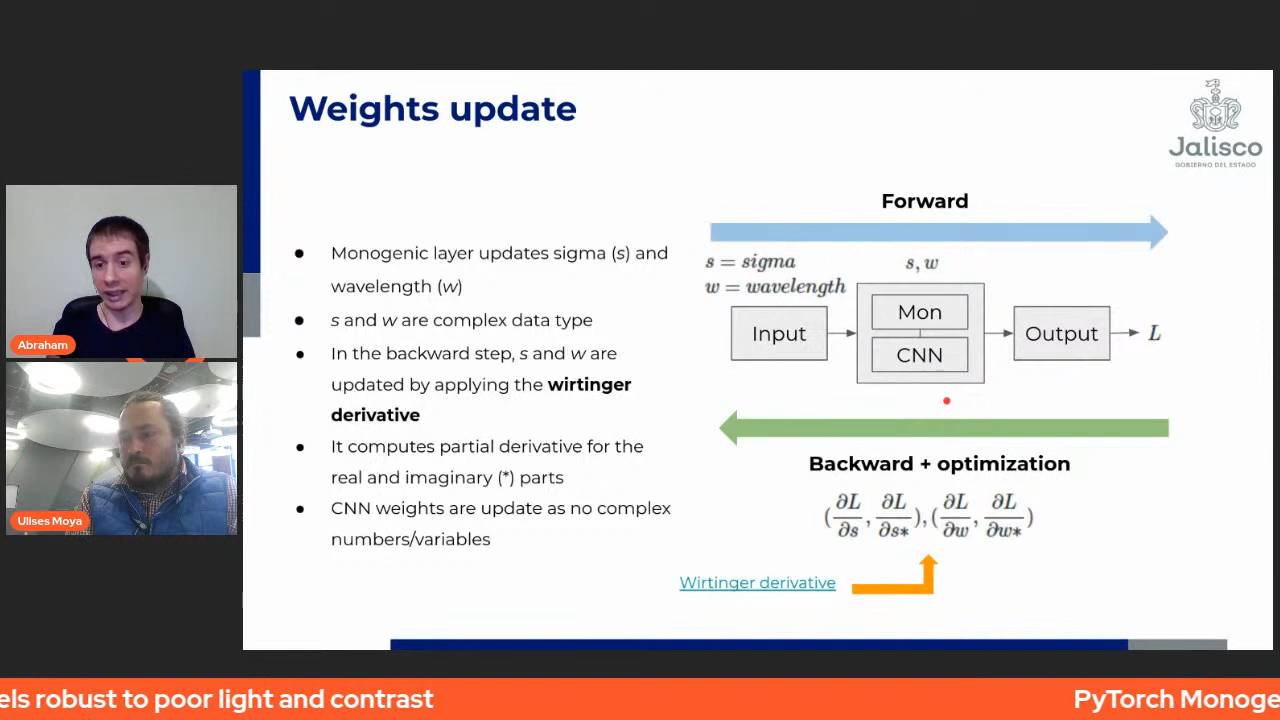 Weights update
Jalisco
GOBIERNO DEL ESTADO
● Monogenic layer updates sigma (s) and
wavelength (w)
● s and w are complex data type
● In the backward step, s and w are
updated by applying the wirtinger
derivative
● It computes partial derivative for the
real and imaginary (*) parts
● CNN weights are update as no complex
numbers/variables
Forward
s = sigma
w = wavelength
s, w
Input
Mon
CNN
Output
L
Backward + optimization
(∂L/∂s, ∂L/∂s*), (∂L/∂w, ∂L/∂w*)
Wirtinger derivative
Abraham
Ulises Moya
els robust to poor light and contrast
PyTorch Monoge